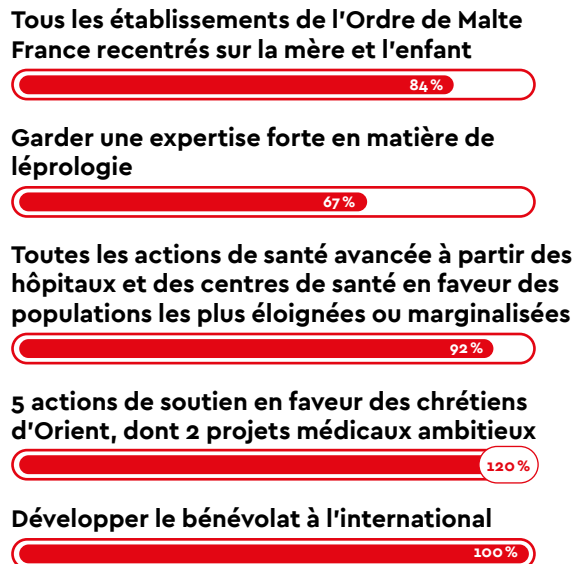 Tous les établissements de l'Ordre de Malte
France recentrés sur la mère et l'enfant
84 %
Garder une expertise forte en matière de
léprologie
67 %
Toutes les actions de santé avancée à partir des
hôpitaux et des centres de santé en faveur des
populations les plus éloignées ou marginalisées
92 %
5 actions de soutien en faveur des chrétiens
d'Orient, dont 2 projets médicaux ambitieux
120 %
Développer le bénévolat à l'international
100 %